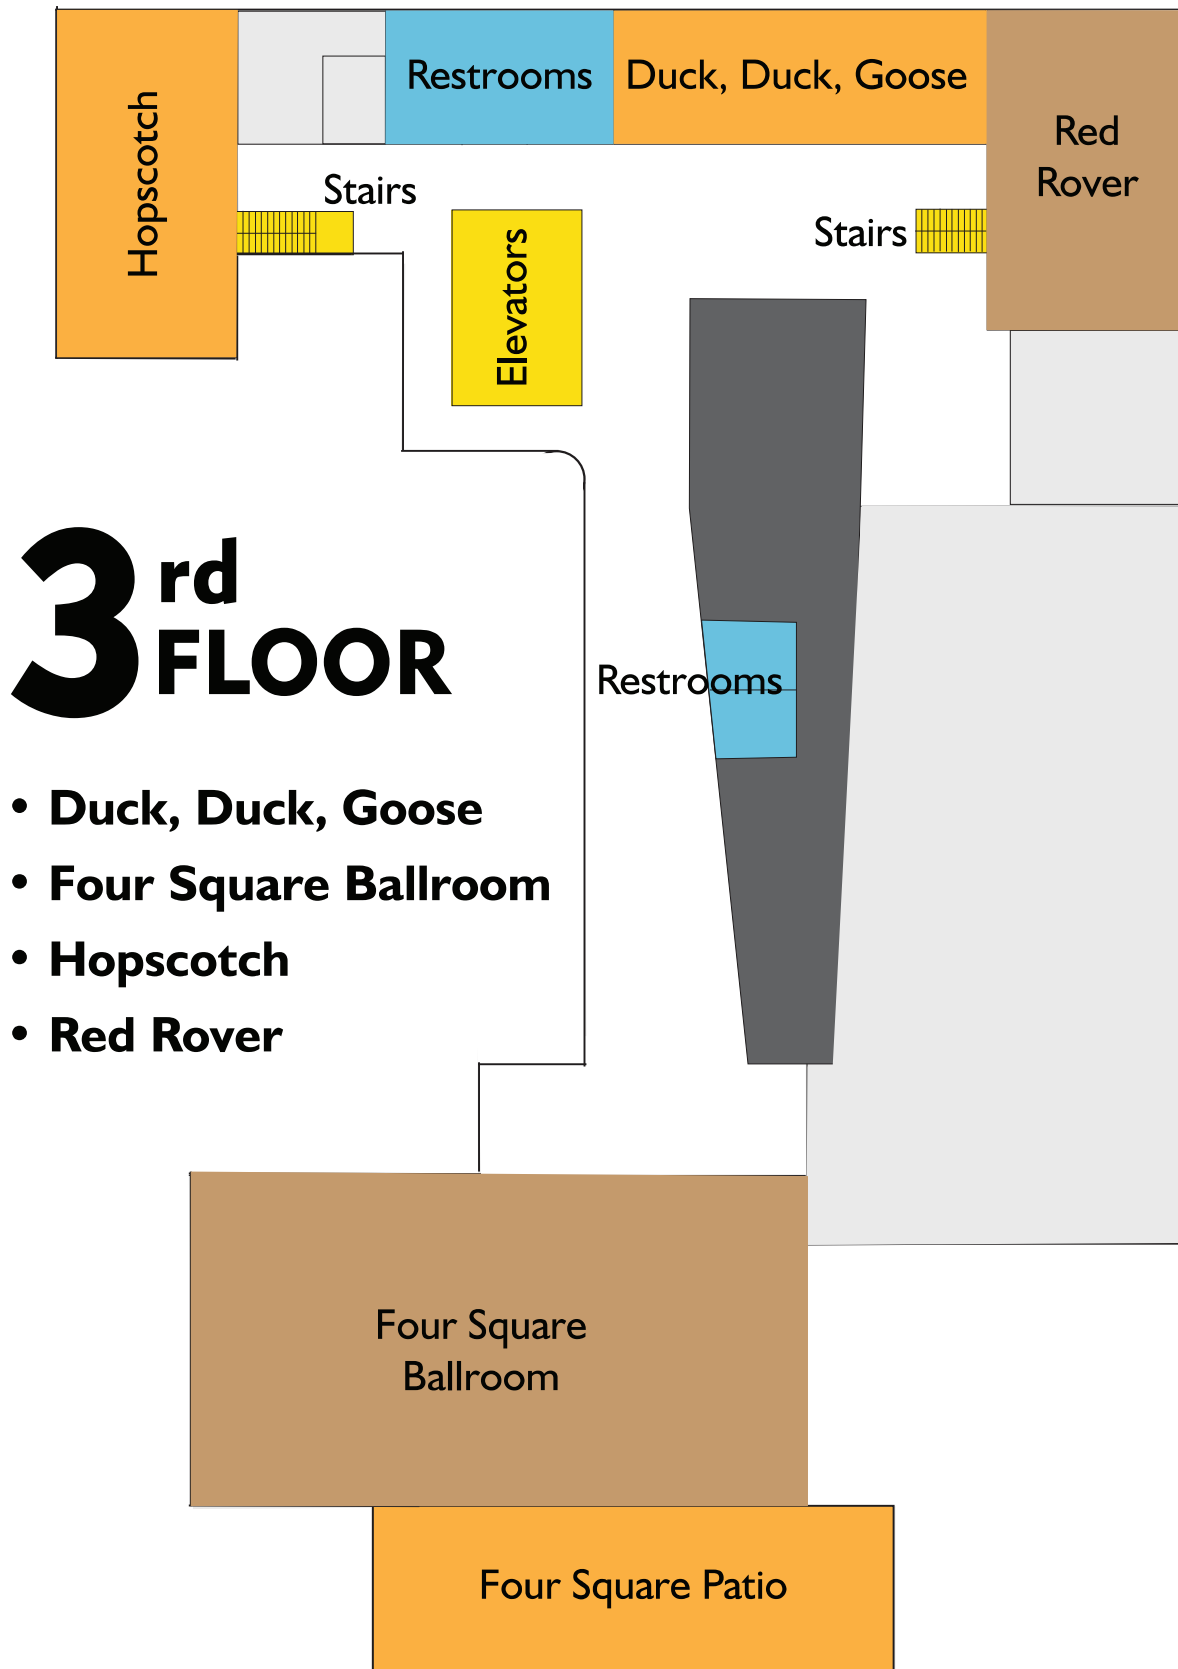 Restrooms
Duck, Duck, Goose
Red
Rover
Hopscotch
Stairs
Stairs
Elevators
3rd
FLOOR
Restrooms
• Duck, Duck, Goose
• Four Square Ballroom
• Hopscotch
• Red Rover
Four Square
Ballroom
Four Square Patio